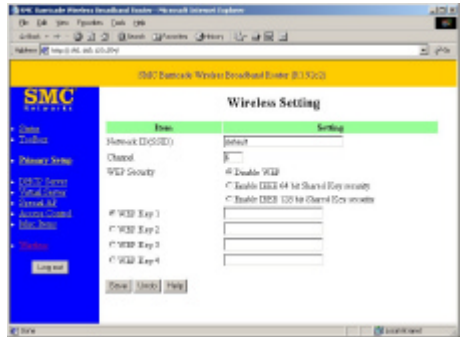 SMC Barricade Wireless Broadband Router - Microsoft Internet Explorer
SMC Barricade Wireless Broadband Router
SMC
Networks
Wireless Setting
Status
Toolbox
Primary Setup
DHCP Server
Virtual Server
Special AP
Access Control
Misc Items
Wireless
Log out
Item
Setting
Network ID(SSID)
default
Channel
6
WEP Security
Disable WEP
Enable IEEE 64 bit Shared Key security
Enable IEEE 128 bit Shared Key security
WEP Key 1
WEP Key 2
WEP Key 3
WEP Key 4
Save
Undo
Help